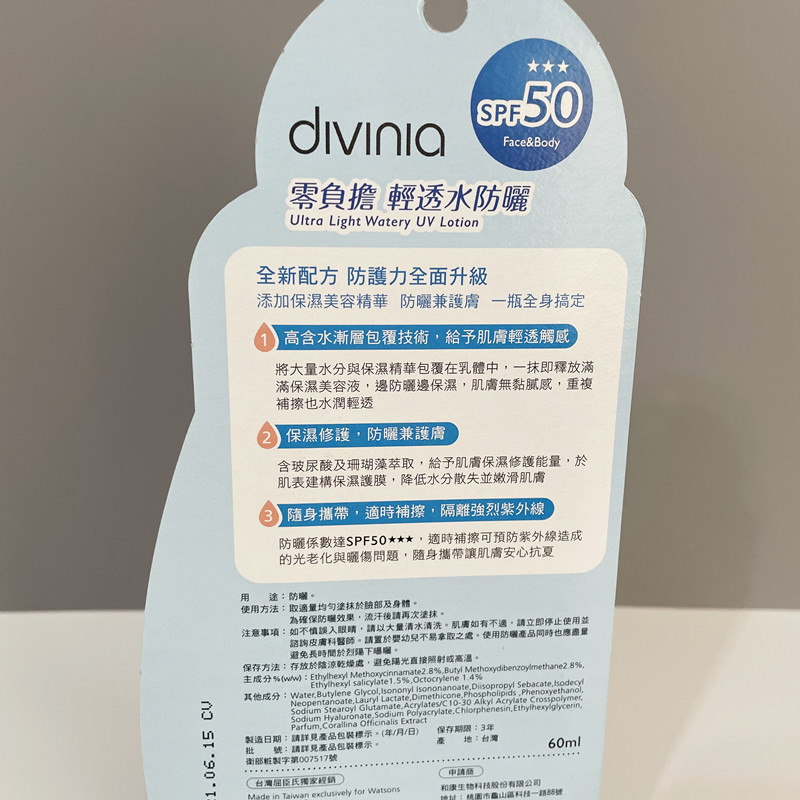 ★★★
SPF50
Face&Body
divinia
零負擔 輕透水防曬
Ultra Light Watery UV Lotion
全新配方 防護力全面升級
添加保濕美容精華 防曬兼護膚 一瓶全身搞定
1 高含水漸層包覆技術，給予肌膚輕透觸感
將大量水分與保濕精華包覆在乳體中，一抹即釋放滿
滿保濕美容液，邊防曬邊保濕，肌膚無黏膩感，重複
補擦也水潤輕透
2 保濕修護，防曬兼護膚
含玻尿酸及珊瑚藻萃取，給予肌膚保濕修護能量，於
肌表建構保濕護膜，降低水分散失並嫩滑肌膚
3 隨身攜帶，適時補擦，隔離強烈紫外線
防曬係數達SPF50★★★，適時補擦可預防紫外線造成
的光老化與曬傷問題，隨身攜帶讓肌膚安心抗夏
用 途：防曬。
使用方法：取適量均勻塗抹於臉部及身體。
為確保防曬效果，流汗後請再次塗抹。
注意事項：如不慎誤入眼睛，請以大量清水清洗。肌膚如有不適，請立即停止使用並
諮詢皮膚科醫師。請置於嬰幼兒不易拿取之處。使用防曬產品同時也應盡量
避免長時間於烈陽下曝曬。
保存方法：存放於陰涼乾燥處，避免陽光直接照射或高溫。
主成分%(w/w)：Ethylhexyl Methoxycinnamate2.8%,Butyl Methoxydibenzoylmethane2.8%,
Ethylhexyl salicylate1.5%,Octocrylene 1.4%
其他成分：Water,Butylene Glycol,Isononyl Isononanoate,Diisopropyl Sebacate,Isodecyl
Neopentanoate,Lauryl Lactate,Dimethicone,Phospholipids ,Phenoxyethanol,
Sodium Stearoyl Glutamate,Acrylates/C10-30 Alkyl Acrylate Crosspolymer,
Sodium Hyaluronate,Sodium Polyacrylate,Chlorphenesin,Ethylhexylglycerin,
Parfum,Corallina Officinalis Extract
製造日期：請詳見產品包裝標示。(年/月/日) 保存期限：3年
批 號：請詳見產品包裝標示。 產 地：台灣
衛部粧製字第007517號
60ml
台灣屈臣氏獨家經銷
Made in Taiwan exclusively for Watsons
申請商
和康生物科技股份有限公司
地址：桃園市龜山區科技一路88號
1.06.15 CV